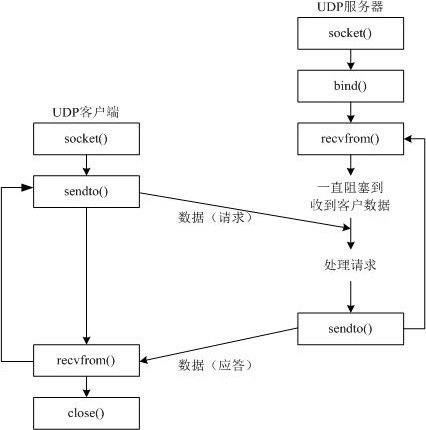 UDP服务器
socket()
bind()
UDP客户端
socket()
recvfrom()
sendto()
一直阻塞到
收到客户数据
数据（请求）
处理请求
sendto()
recvfrom()
数据（应答）
close()